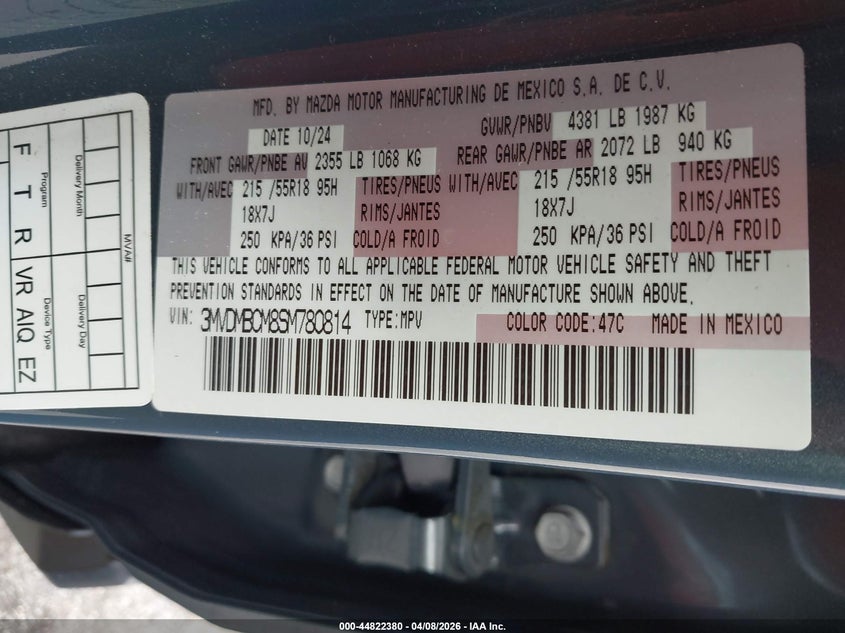 MFD. BY MAZDA MOTOR MANUFACTURING DE MEXICO S.A. DE C.V.
DATE 10/24 GVWR/PNBV 4381 LB 1987 KG
FRONT GAWR/PNBE AV 2355 LB 1068 KG REAR GAWR/PNBE AR 2072 LB 940 KG
WITH/AVEC 215 /55R18 95H TIRES/PNEUS WITH/AVEC 215 /55R18 95H TIRES/PNEUS
18X7J RIMS/JANTES 18X7J RIMS/JANTES
250 KPA/36 PSI COLD/A FROID 250 KPA/36 PSI COLD/A FROID
THIS VEHICLE CONFORMS TO ALL APPLICABLE FEDERAL MOTOR VEHICLE SAFETY AND THEFT
PREVENTION STANDARDS IN EFFECT ON THE DATE OF MANUFACTURE SHOWN ABOVE.
VIN: 3MVDMBCM8SM780814 TYPE:MPV COLOR CODE:47C MADE IN MEXICO
MVA#
Delivery Month
Delivery Day
Program
Device Type
F T R VR AIQ EZ
000-44822380 - 04/08/2026 - IAA Inc.